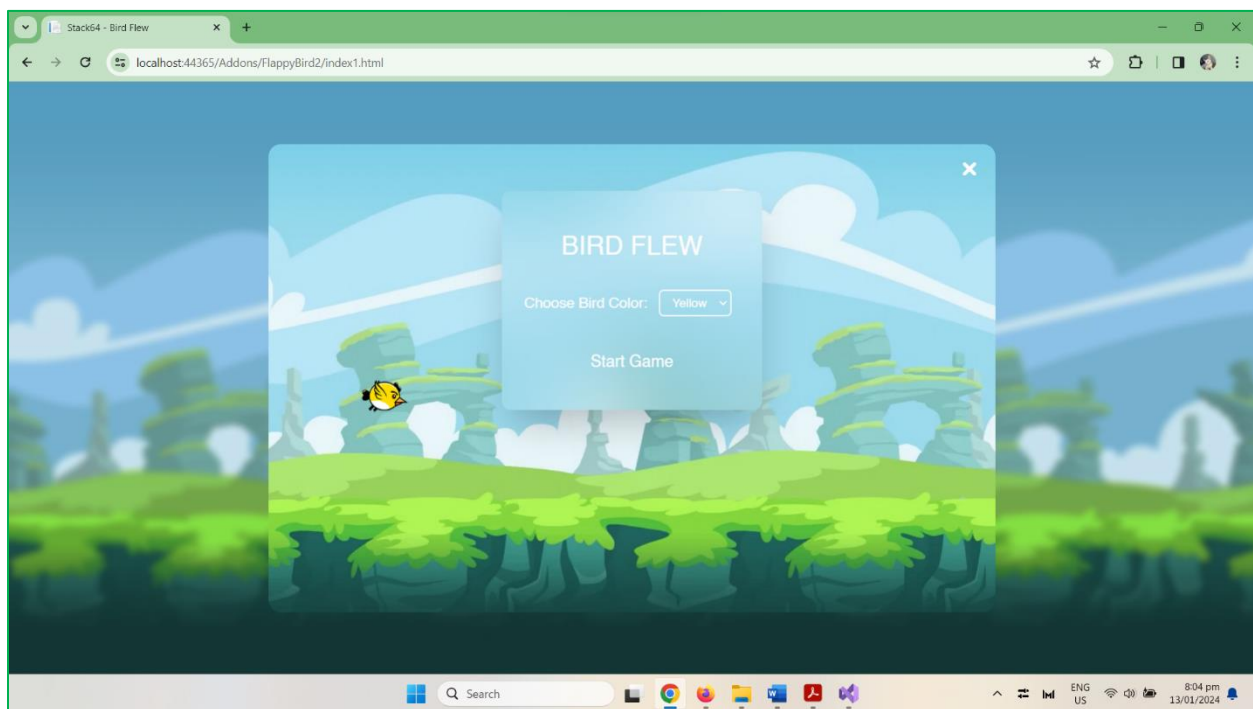 Stack64 - Bird Flew
localhost:44365/Addons/FlappyBird2/index1.html
BIRD FLEW
Choose Bird Color: Yellow
Start Game
Search
ENG
US
8:04 pm
13/01/2024